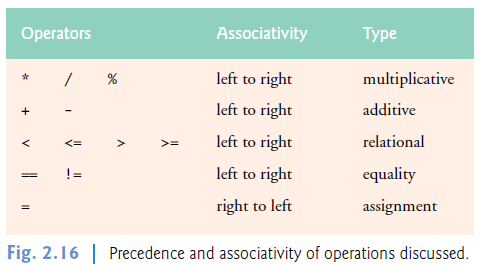 Operators Associativity Type
* / % left to right multiplicative
+ - left to right additive
< <= > >= left to right relational
== != left to right equality
= right to left assignment
Fig. 2.16 | Precedence and associativity of operations discussed.